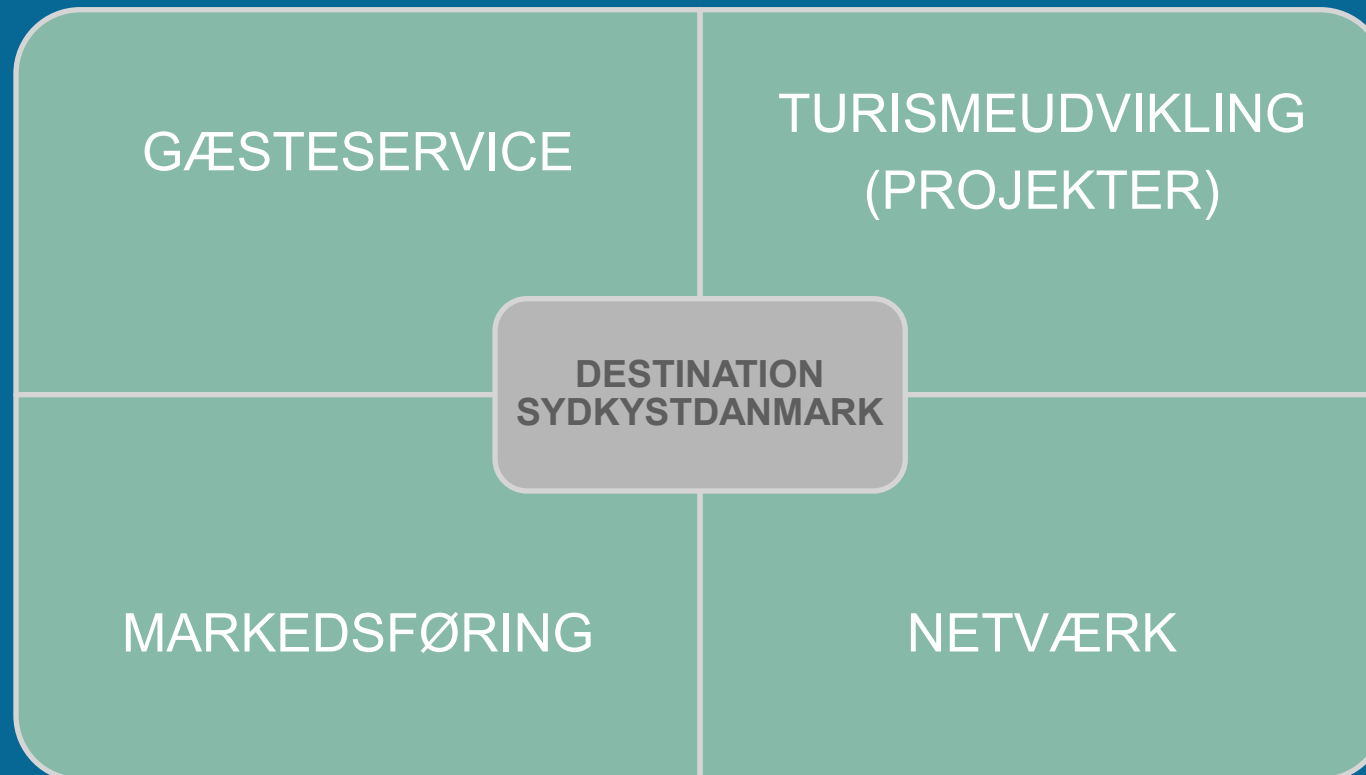 GÆSTESERVICE
TURISMEUDVIKLING
(PROJEKTER)
DESTINATION
SYDKYSTDANMARK
MARKEDSFØRING
NETVÆRK